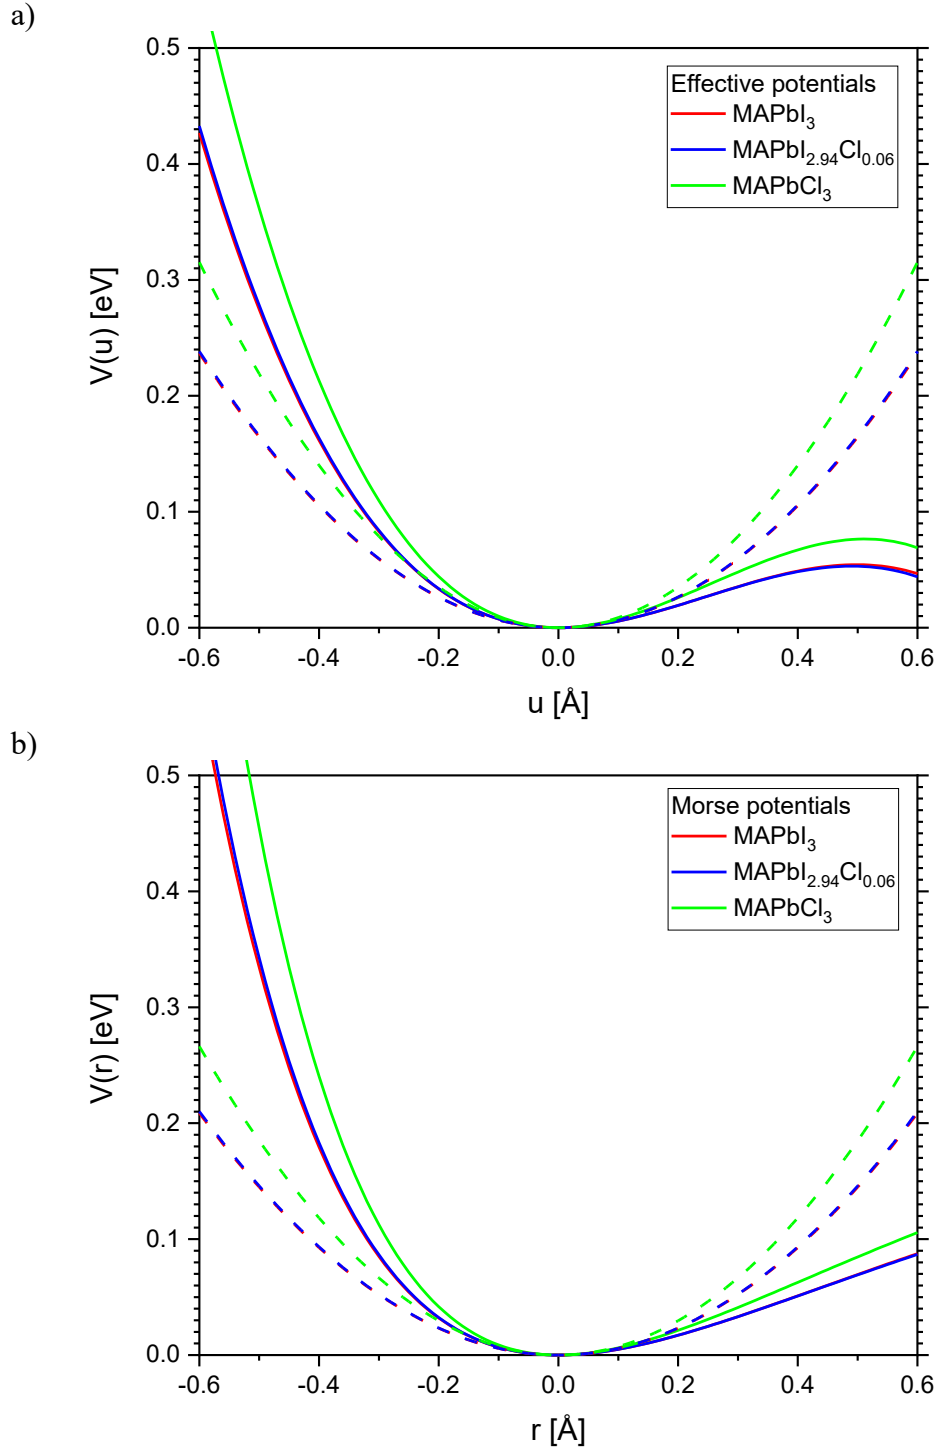 a)
0.5
0.4
0.3
0.2
0.1
0.0
V(u) [eV]
Effective potentials
MAPbI3
MAPbI2.94Cl0.06
MAPbCl3
-0.6 -0.4 -0.2 0.0 0.2 0.4 0.6
u [Å]
b)
0.5
0.4
0.3
0.2
0.1
0.0
V(r) [eV]
Morse potentials
MAPbI3
MAPbI2.94Cl0.06
MAPbCl3
-0.6 -0.4 -0.2 0.0 0.2 0.4 0.6
r [Å]